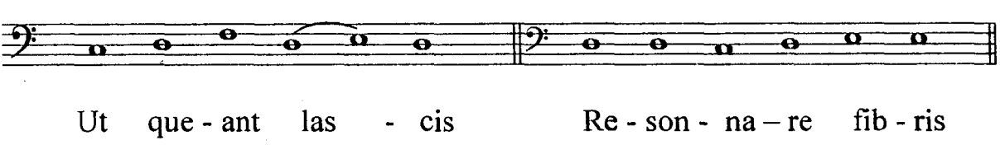 Ut que - ant las - cis Re - son - na – re fib - ris